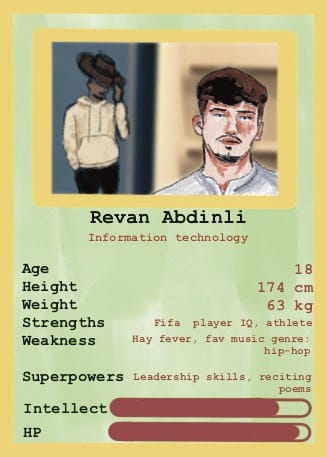 Revan Abdinli
Information technology
Age 18
Height 174 cm
Weight 63 kg
Strengths Fifa player IQ, athlete
Weakness Hay fever, fav music genre:
hip-hop
Superpowers Leadership skills, reciting
poems
Intellect
HP